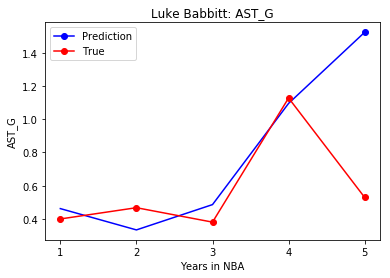 Luke Babbitt: AST_G
Prediction
True
AST_G
1.4
1.2
1.0
0.8
0.6
0.4
1 2 3 4 5
Years in NBA